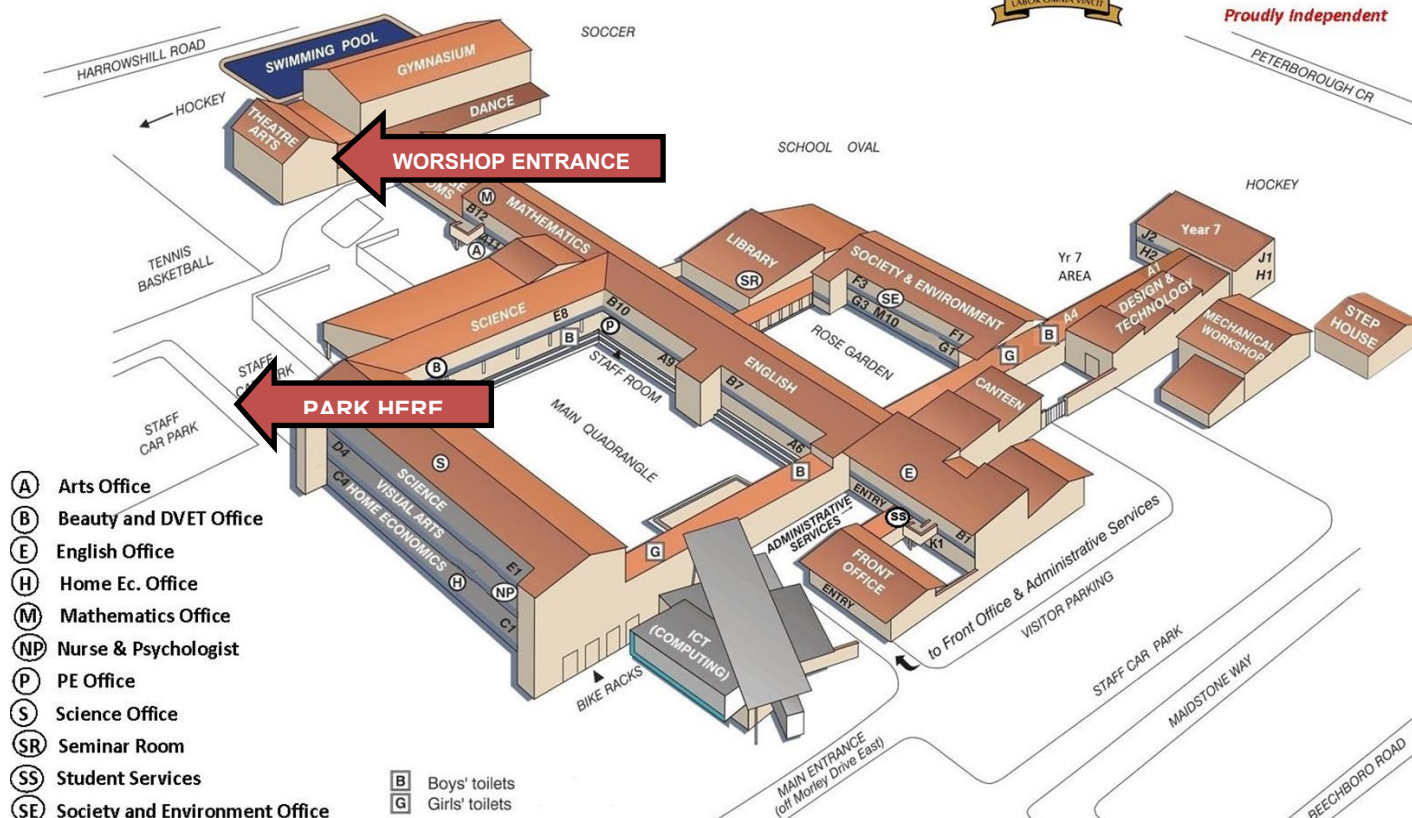 LABOR OMNIA VINCIT
Proudly Independent
HARROWSHILL ROAD
SWIMMING POOL
GYMNASIUM
SOCCER
PETERBOROUGH CR
HOCKEY
DANCE
THEATRE
ARTS
WORSHOP ENTRANCE
SCHOOL OVAL
HOCKEY
OMS
M
B12
MATHEMATICS
A11
A
TENNIS
BASKETBALL
LIBRARY
SR
SOCIETY & ENVIRONMENT
F3
SE
G3
M10
F1
G1
Yr 7
AREA
Year 7
J2
H2
J1
H1
A1
DESIGN &
TECHNOLOGY
A4
B
G
MECHANICAL
WORKSHOP
STEP
HOUSE
SCIENCE
E8
B10
P
B
B
STAFF ROOM
A9
ENGLISH
B7
A6
ROSE GARDEN
CANTEEN
STAFF
CAR PARK
PARK HERE
STAFF
CAR PARK
MAIN QUADRANGLE
D4
C4
S
SCIENCE
VISUAL ARTS
HOME ECONOMICS
E1
H
NP
C1
B
G
E
ENTRY
ADMINISTRATIVE
SERVICES
SS
K1
B1
FRONT
OFFICE
ENTRY
ICT
(COMPUTING)
BIKE RACKS
to Front Office & Administrative Services
VISITOR PARKING
STAFF CAR PARK
MAIDSTONE WAY
BEECHBORO ROAD
MAIN ENTRANCE
(off Morley Drive East)
A Arts Office
B Beauty and DVET Office
E English Office
H Home Ec. Office
M Mathematics Office
NP Nurse & Psychologist
P PE Office
S Science Office
SR Seminar Room
SS Student Services
SE Society and Environment Office
B Boys' toilets
G Girls' toilets